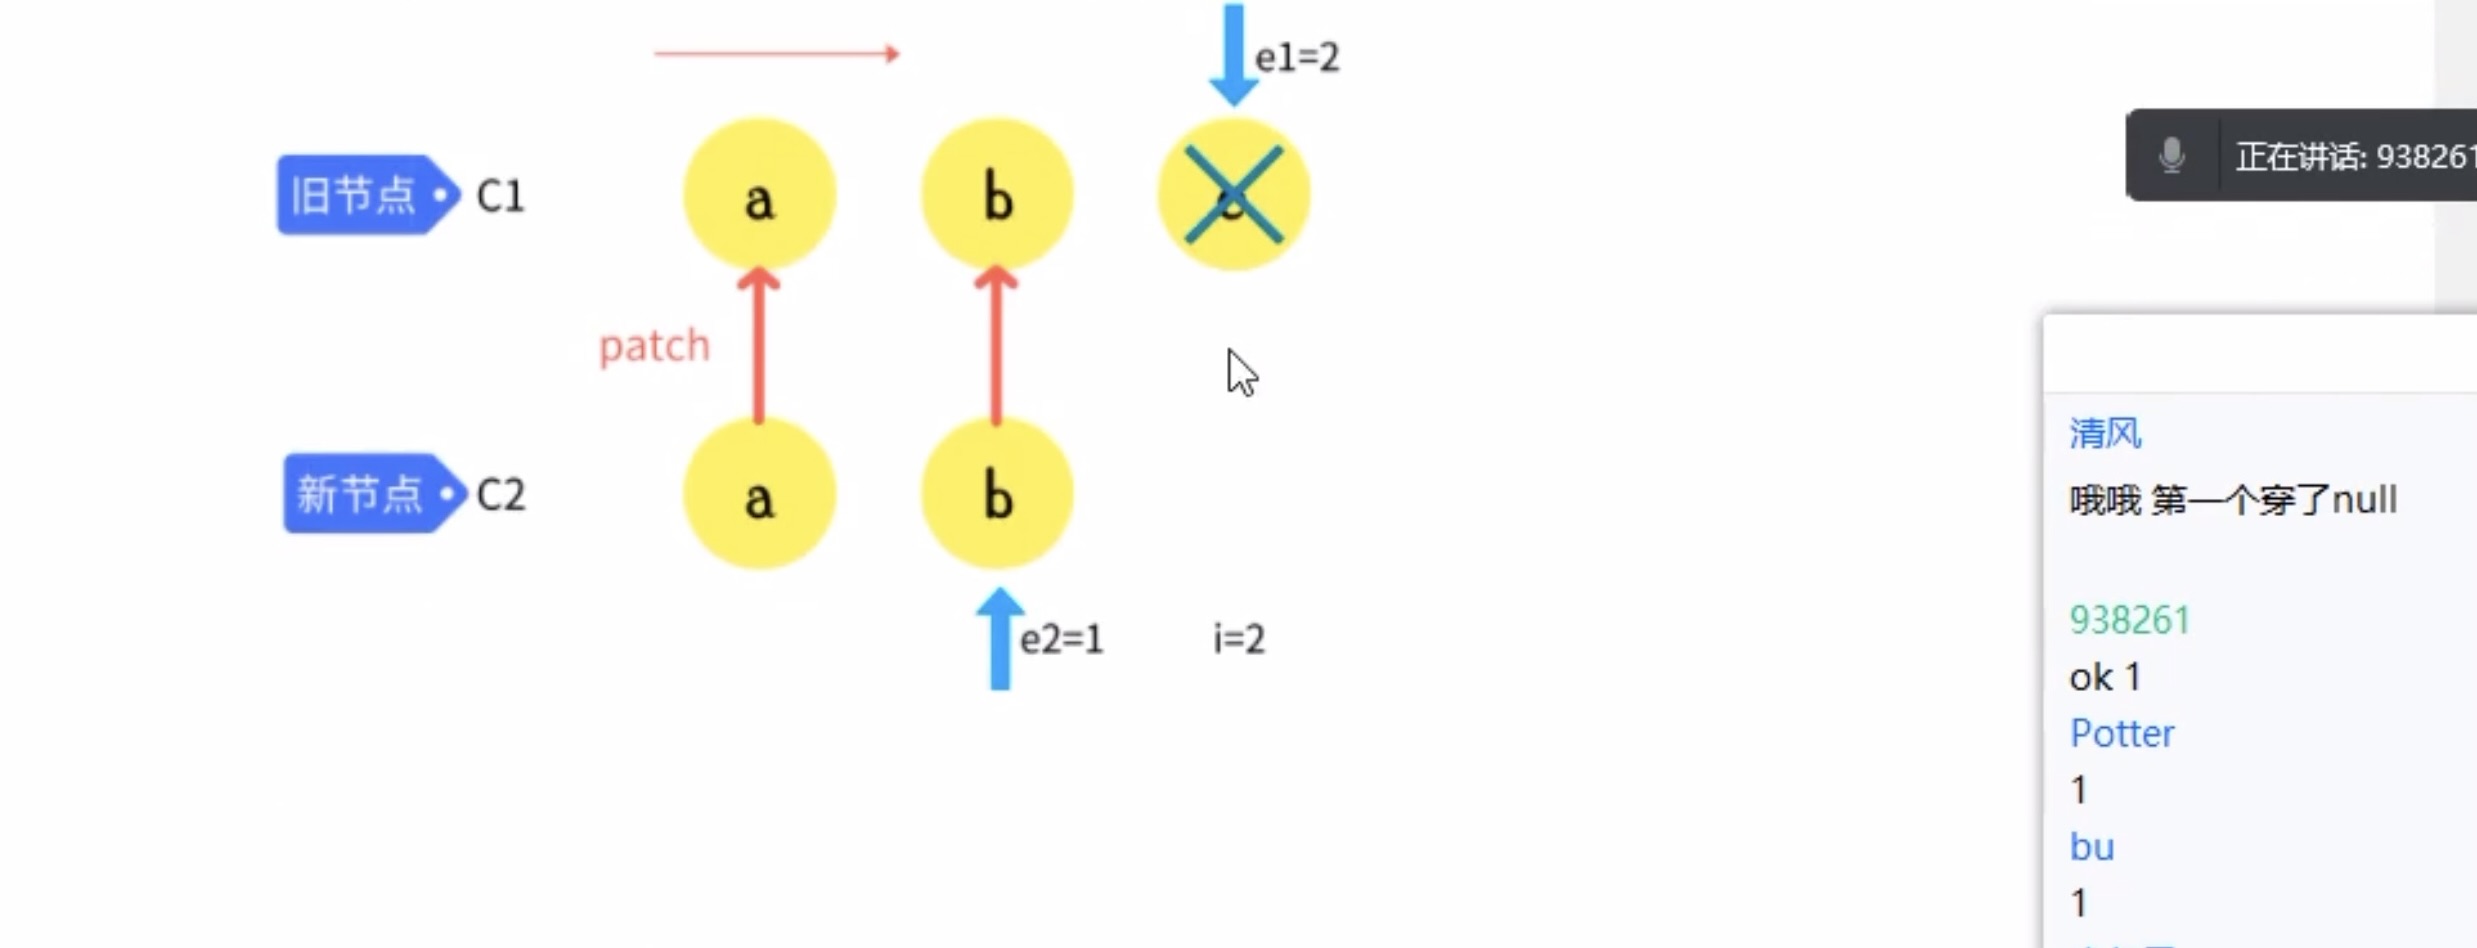 e1=2
旧节点 C1
a b
patch
新节点 C2
a b
e2=1 i=2
正在讲话: 938261
清风
哦哦 第一个穿了null
938261
ok 1
Potter
1
bu
1